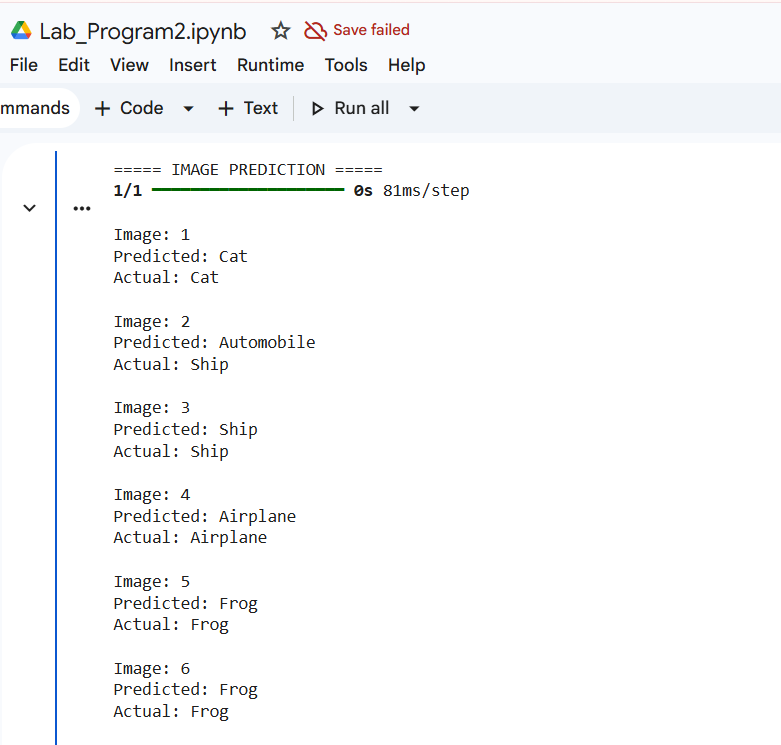 Lab_Program2.ipynb Save failed
File Edit View Insert Runtime Tools Help
mmands + Code + Text Run all
===== IMAGE PREDICTION =====
1/1 ━━━━━━━━━━━━━━━━━━━━ 0s 81ms/step
Image: 1
Predicted: Cat
Actual: Cat
Image: 2
Predicted: Automobile
Actual: Ship
Image: 3
Predicted: Ship
Actual: Ship
Image: 4
Predicted: Airplane
Actual: Airplane
Image: 5
Predicted: Frog
Actual: Frog
Image: 6
Predicted: Frog
Actual: Frog